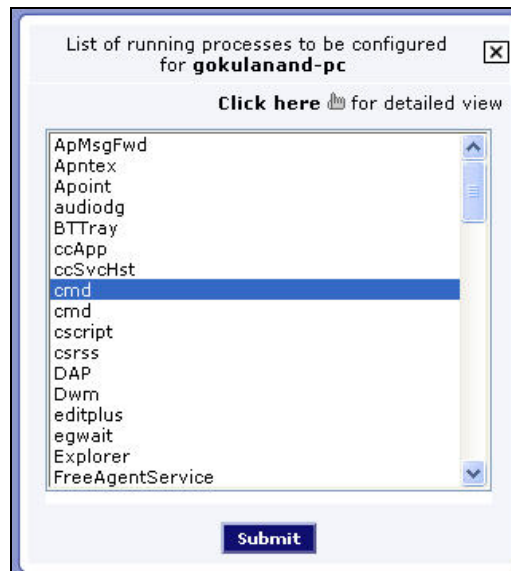 List of running processes to be configured
for gokulanand-pc
Click here for detailed view
ApMsgFwd
Apntex
Apoint
audiodg
BTTray
ccApp
ccSvcHst
cmd
cmd
cscript
csrss
DAP
Dwm
editplus
egwait
Explorer
FreeAgentService
Submit